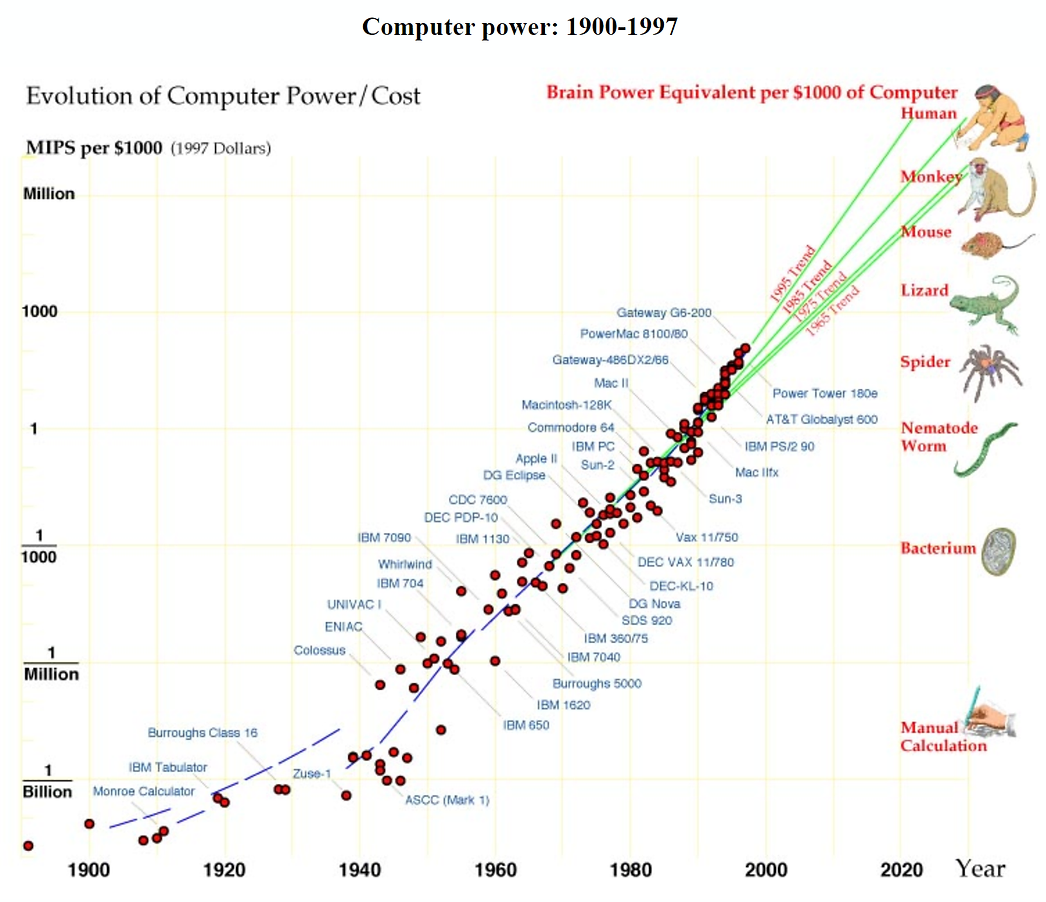 Computer power: 1900-1997
Evolution of Computer Power/Cost
Brain Power Equivalent per $1000 of Computer
MIPS per $1000 (1997 Dollars)
Human
Monkey
Million
Mouse
1995 Trend
1985 Trend
1975 Trend
1965 Trend
Lizard
1000
Gateway G6-200
PowerMac 8100/80
Gateway-486DX2/66
Spider
Mac II
Power Tower 180e
Macintosh-128K
AT&T Globalyst 600
Commodore 64
1
Nematode
Worm
IBM PC
IBM PS/2 90
Apple II
Sun-2
Mac IIfx
DG Eclipse
CDC 7600
Sun-3
DEC PDP-10
IBM 7090
IBM 1130
Vax 11/750
1
1000
Bacterium
Whirlwind
DEC VAX 11/780
IBM 704
DEC-KL-10
UNIVAC I
DG Nova
ENIAC
SDS 920
IBM 360/75
Colossus
IBM 7040
1
Million
Burroughs 5000
IBM 1620
IBM 650
Manual
Calculation
Burroughs Class 16
IBM Tabulator
Zuse-1
1
Billion
Monroe Calculator
ASCC (Mark 1)
1900 1920 1940 1960 1980 2000 2020 Year